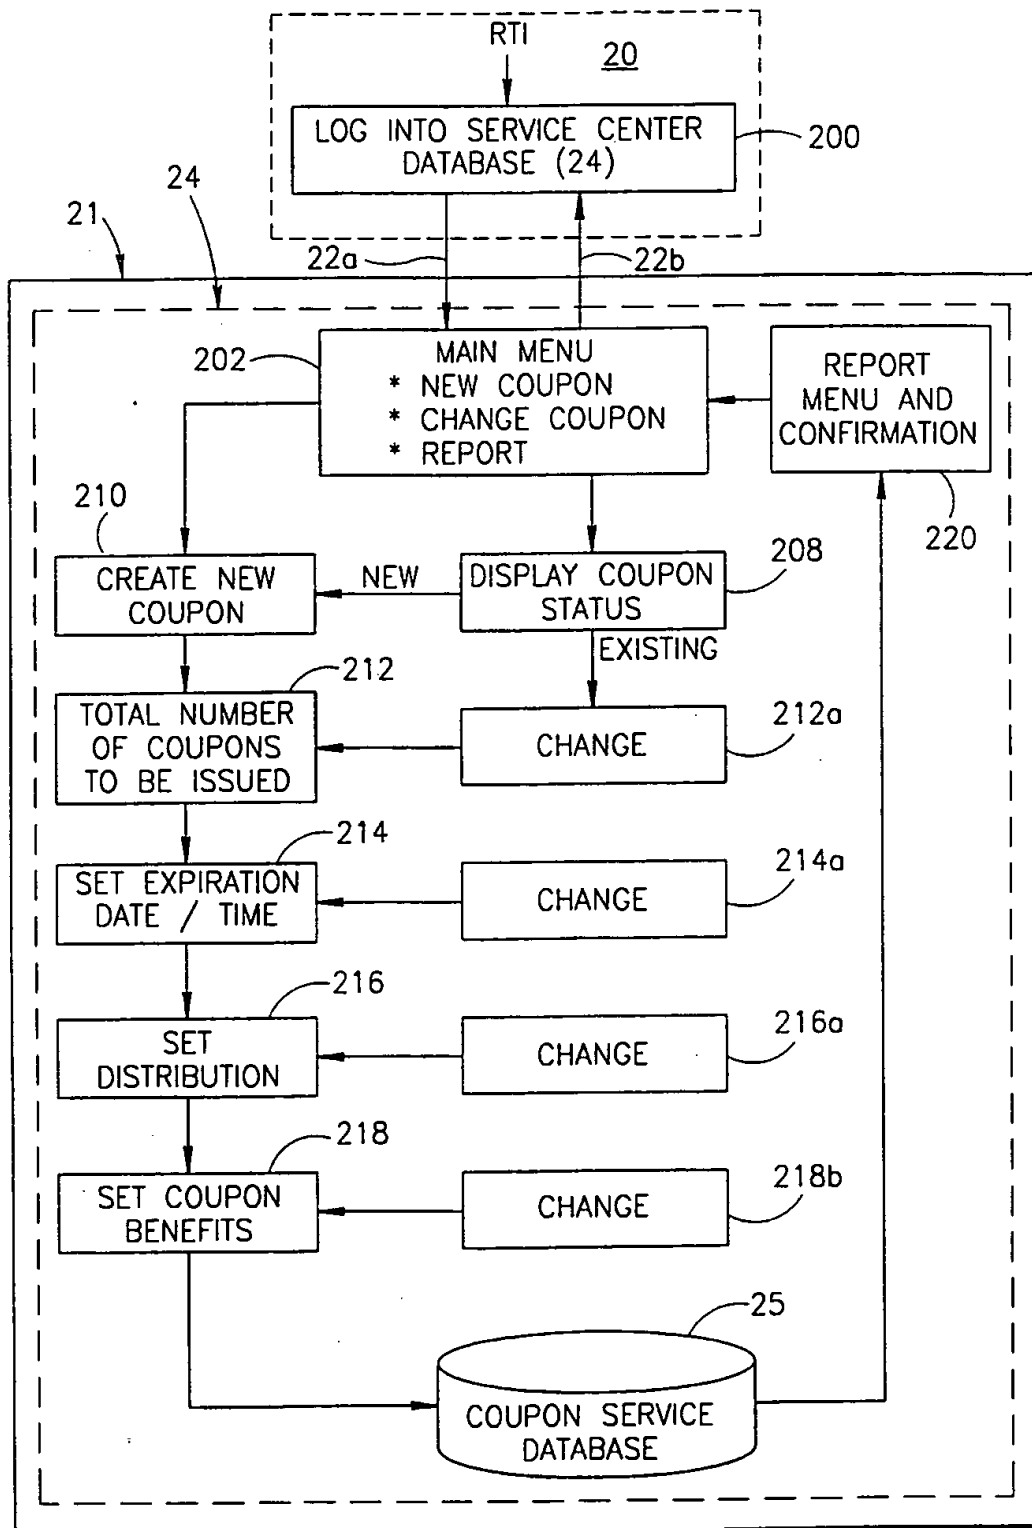 RTI
20
LOG INTO SERVICE CENTER
DATABASE (24)
200
24
21
22a
22b
202
MAIN MENU
* NEW COUPON
* CHANGE COUPON
* REPORT
REPORT
MENU AND
CONFIRMATION
220
210
CREATE NEW
COUPON
NEW
DISPLAY COUPON
STATUS
208
EXISTING
212
TOTAL NUMBER
OF COUPONS
TO BE ISSUED
CHANGE
212a
214
SET EXPIRATION
DATE / TIME
CHANGE
214a
216
SET
DISTRIBUTION
CHANGE
216a
218
SET COUPON
BENEFITS
CHANGE
218b
25
COUPON SERVICE
DATABASE